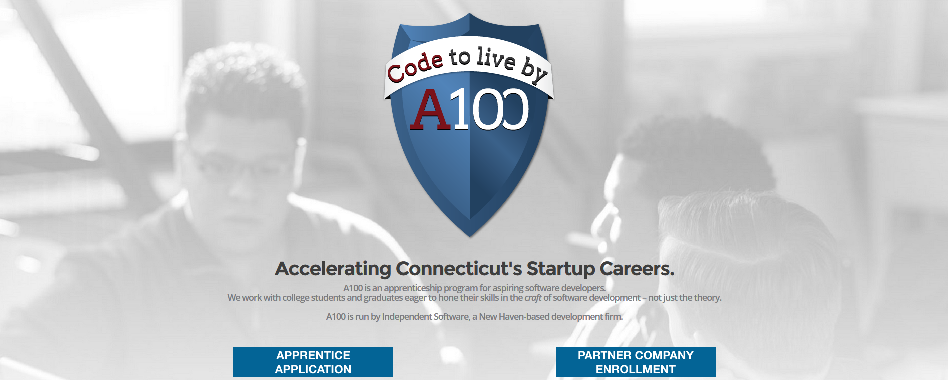 Code to live by
A100
Accelerating Connecticut's Startup Careers.
A100 is an apprenticeship program for aspiring software developers.
We work with college students and graduates eager to hone their skills in the craft of software development – not just the theory.
A100 is run by Independent Software, a New Haven-based development firm.
APPRENTICE
APPLICATION
PARTNER COMPANY
ENROLLMENT